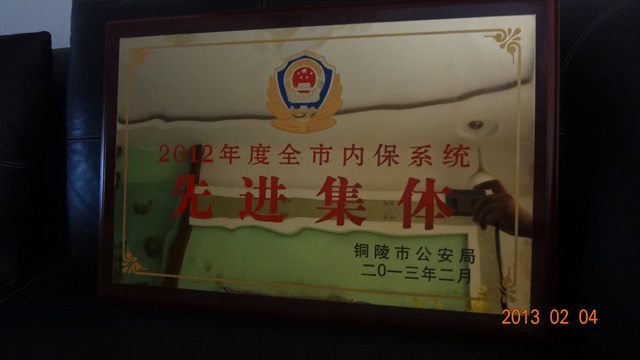 2012年度全市内保系统
先进集体
铜陵市公安局
二〇一三年二月
2013 02 04